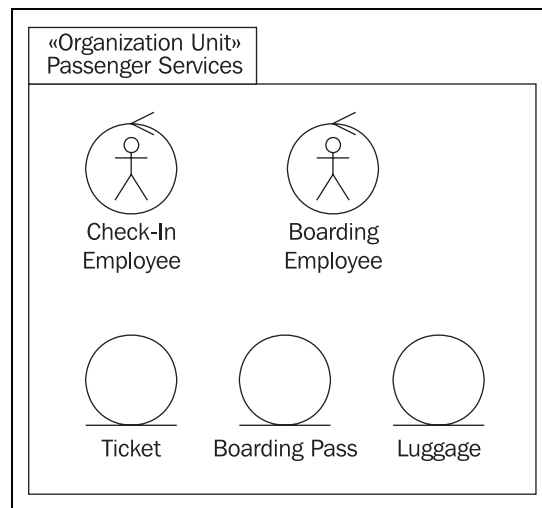 «Organization Unit»
Passenger Services
Check-In
Employee
Boarding
Employee
Ticket
Boarding Pass
Luggage